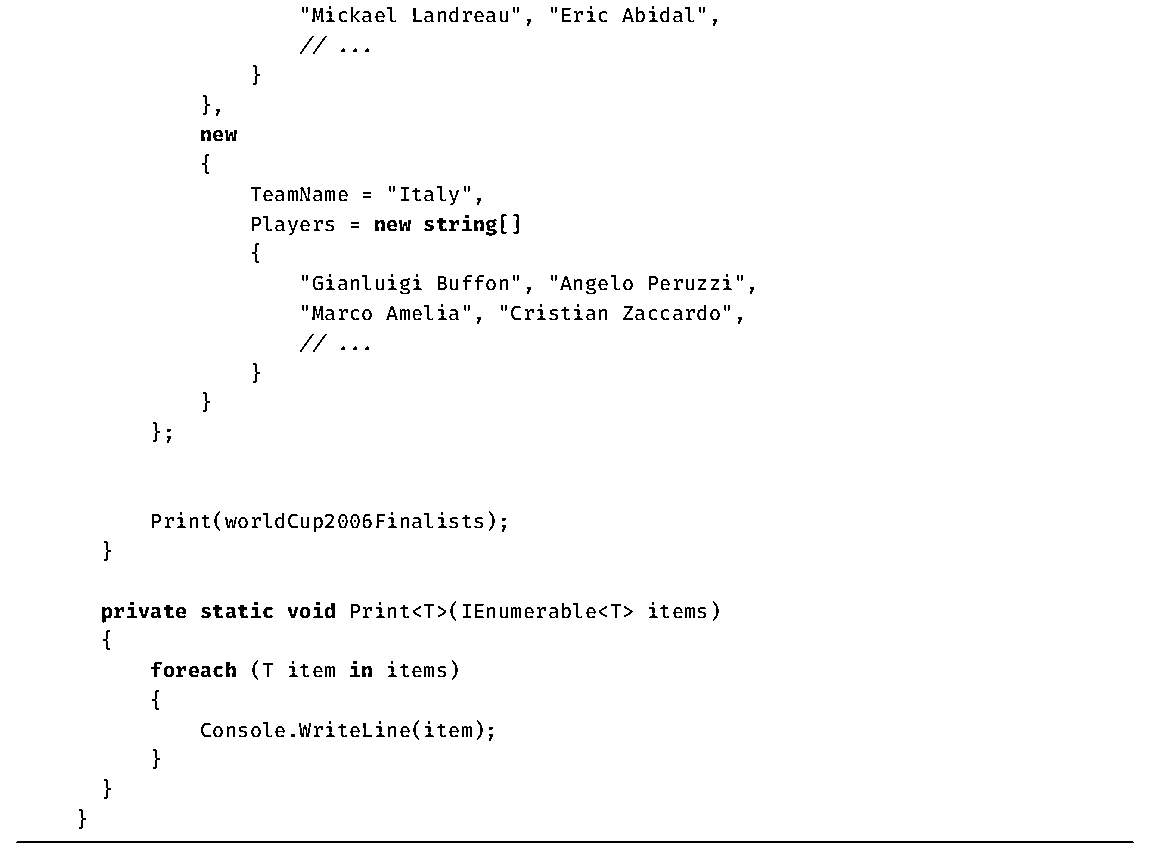 "Mickael Landreau", "Eric Abidal",
// ...
}
},
new
{
TeamName = "Italy",
Players = new string[]
{
"Gianluigi Buffon", "Angelo Peruzzi",
"Marco Amelia", "Cristian Zaccardo",
// ...
}
}
};
Print(worldCup2006Finalists);
}
private static void Print<T>(IEnumerable<T> items)
{
foreach (T item in items)
{
Console.WriteLine(item);
}
}
}